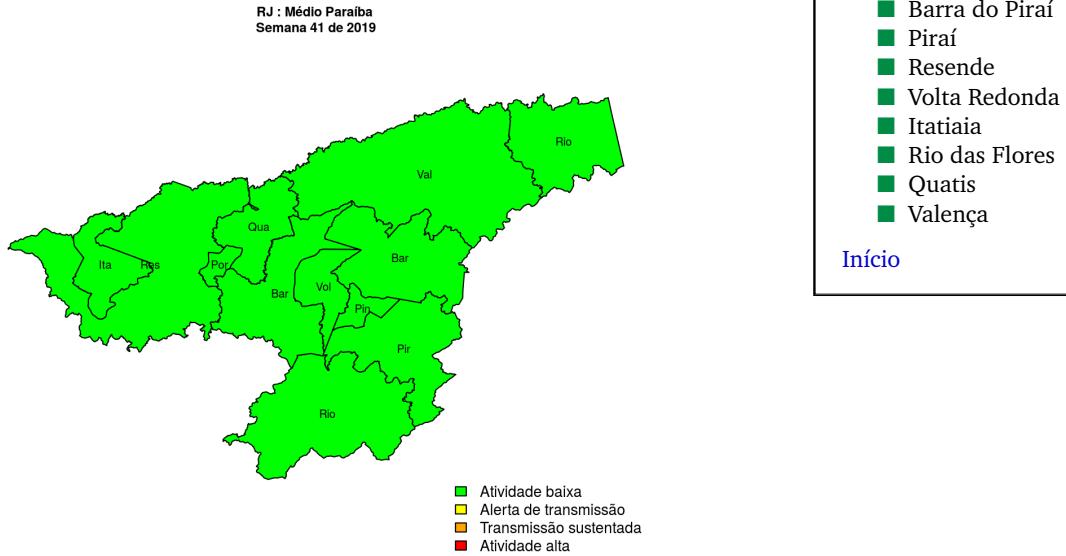 RJ : Médio Paraíba
Semana 41 de 2019
Rio
Val
Qua
Ita
Res
Por
Bar
Bar
Vol
Pin
Pir
Rio
Atividade baixa
Alerta de transmissão
Transmissão sustentada
Atividade alta
Barra do Piraí
Piraí
Resende
Volta Redonda
Itatiaia
Rio das Flores
Quatis
Valença
Início